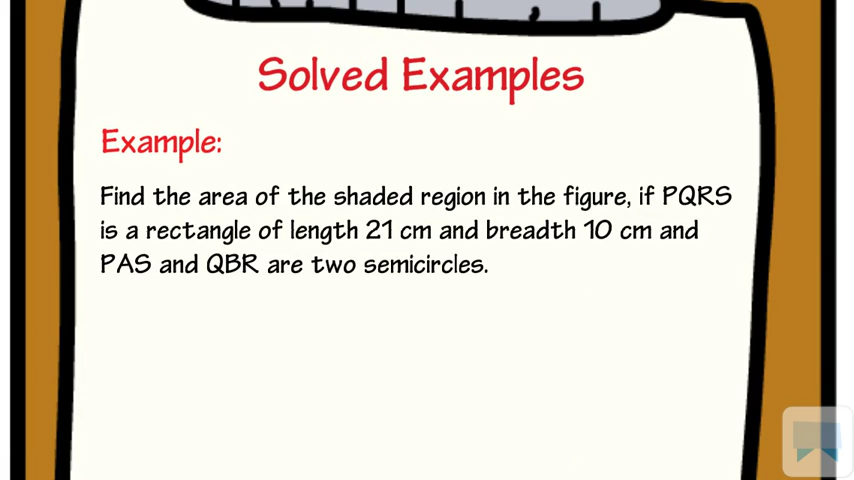 Solved Examples
Example:
Find the area of the shaded region in the figure, if PQRS
is a rectangle of length 21 cm and breadth 10 cm and
PAS and QBR are two semicircles.